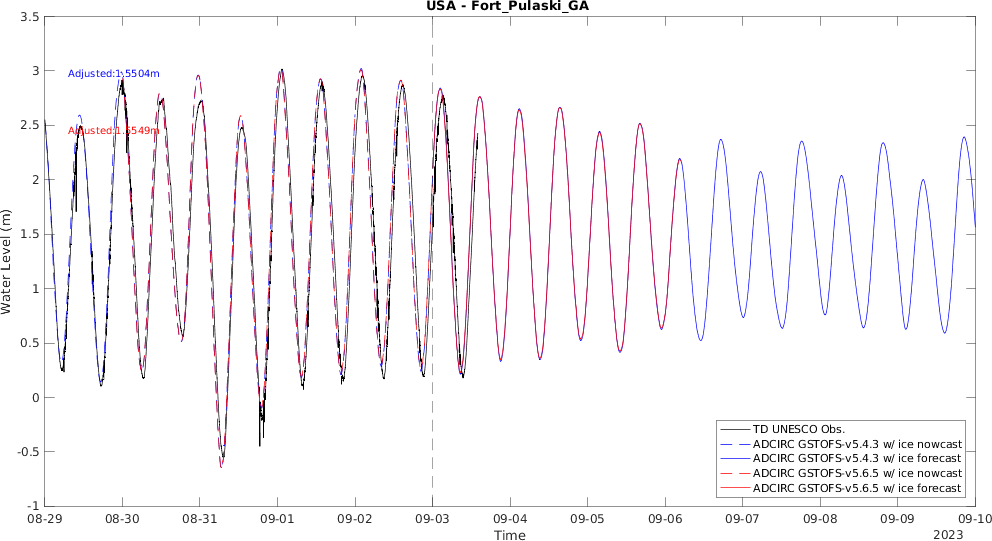 USA - Fort_Pulaski_GA
3.5
3
2.5
2
1.5
1
0.5
0
-0.5
-1
Water Level (m)
Adjusted:1.5504m
Adjusted:1.5549m
TD UNESCO Obs.
ADCIRC GSTOFS-v5.4.3 w/ ice nowcast
ADCIRC GSTOFS-v5.4.3 w/ ice forecast
ADCIRC GSTOFS-v5.6.5 w/ ice nowcast
ADCIRC GSTOFS-v5.6.5 w/ ice forecast
08-29 08-30 08-31 09-01 09-02 09-03 09-04 09-05 09-06 09-07 09-08 09-09 09-10
Time
2023